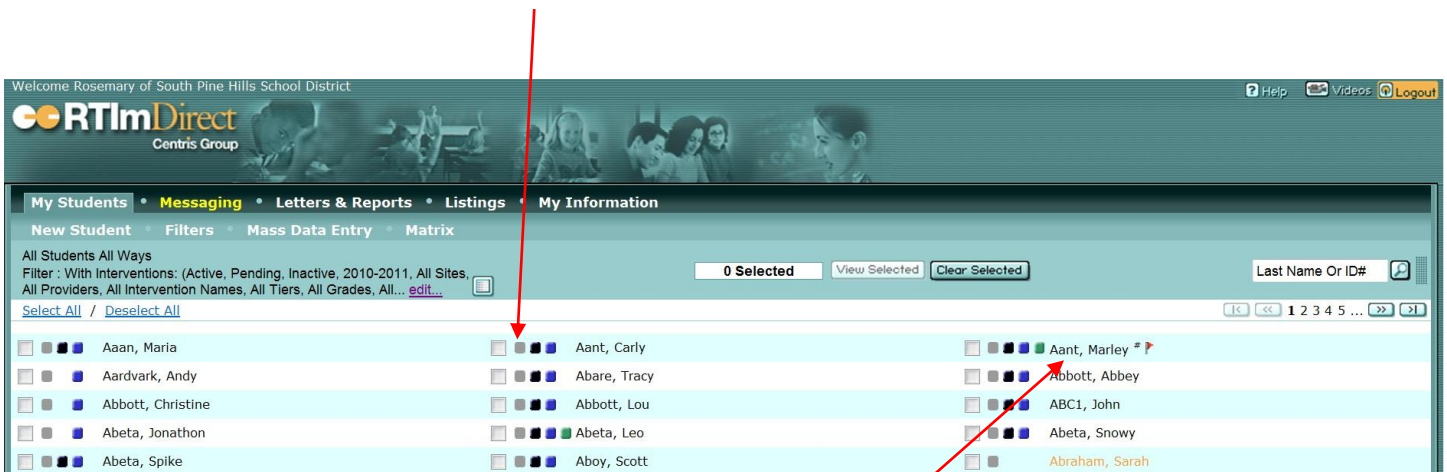 Welcome Rosemary of South Pine Hills School District
Help Videos Logout
RTImDirect
Centris Group
My Students • Messaging • Letters & Reports • Listings • My Information
New Student • Filters • Mass Data Entry • Matrix
All Students All Ways
Filter : With Interventions: (Active, Pending, Inactive, 2010-2011, All Sites,
All Providers, All Intervention Names, All Tiers, All Grades, All... edit...
0 Selected View Selected Clear Selected Last Name Or ID#
Select All / Deselect All 1 2 3 4 5 ...
Aaan, Maria Aant, Carly Aant, Marley #
Aardvark, Andy Abare, Tracy Abbott, Abbey
Abbott, Christine Abbott, Lou ABC1, John
Abeta, Jonathon Abeta, Leo Abeta, Snowy
Abeta, Spike Aboy, Scott Abraham, Sarah